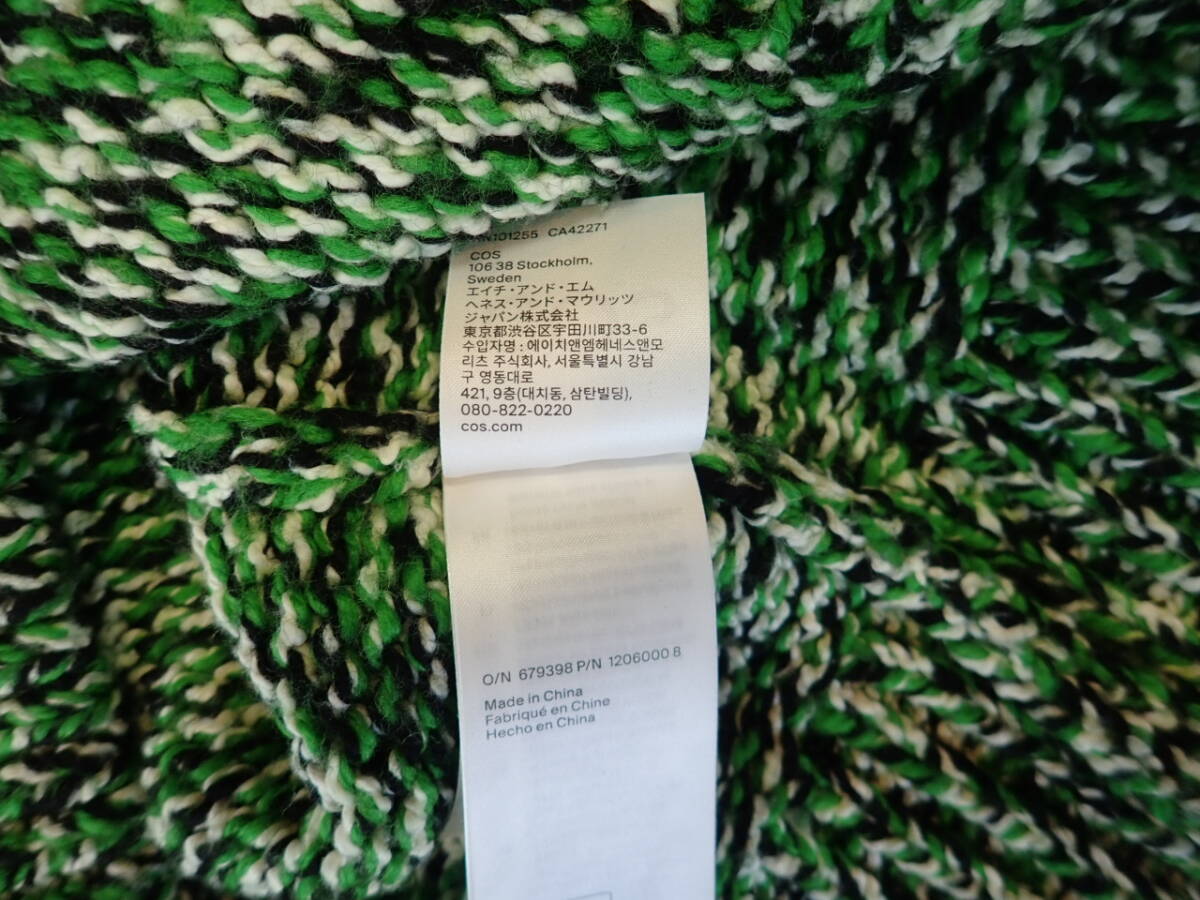 RN101255 CA42271
COS
106 38 Stockholm,
Sweden
エイチ・アンド・エム
ヘネス・アンド・マウリッツ
ジャパン株式会社
東京都渋谷区宇田川町33-6
수입자명 : 에이치앤엠헤네스앤모
리츠 주식회사, 서울특별시 강남
구 영동대로
421, 9층(대치동, 삼탄빌딩),
080-822-0220
cos.com
O/N 679398 P/N 1206000 8
Made in China
Fabriqué en Chine
Hecho en China